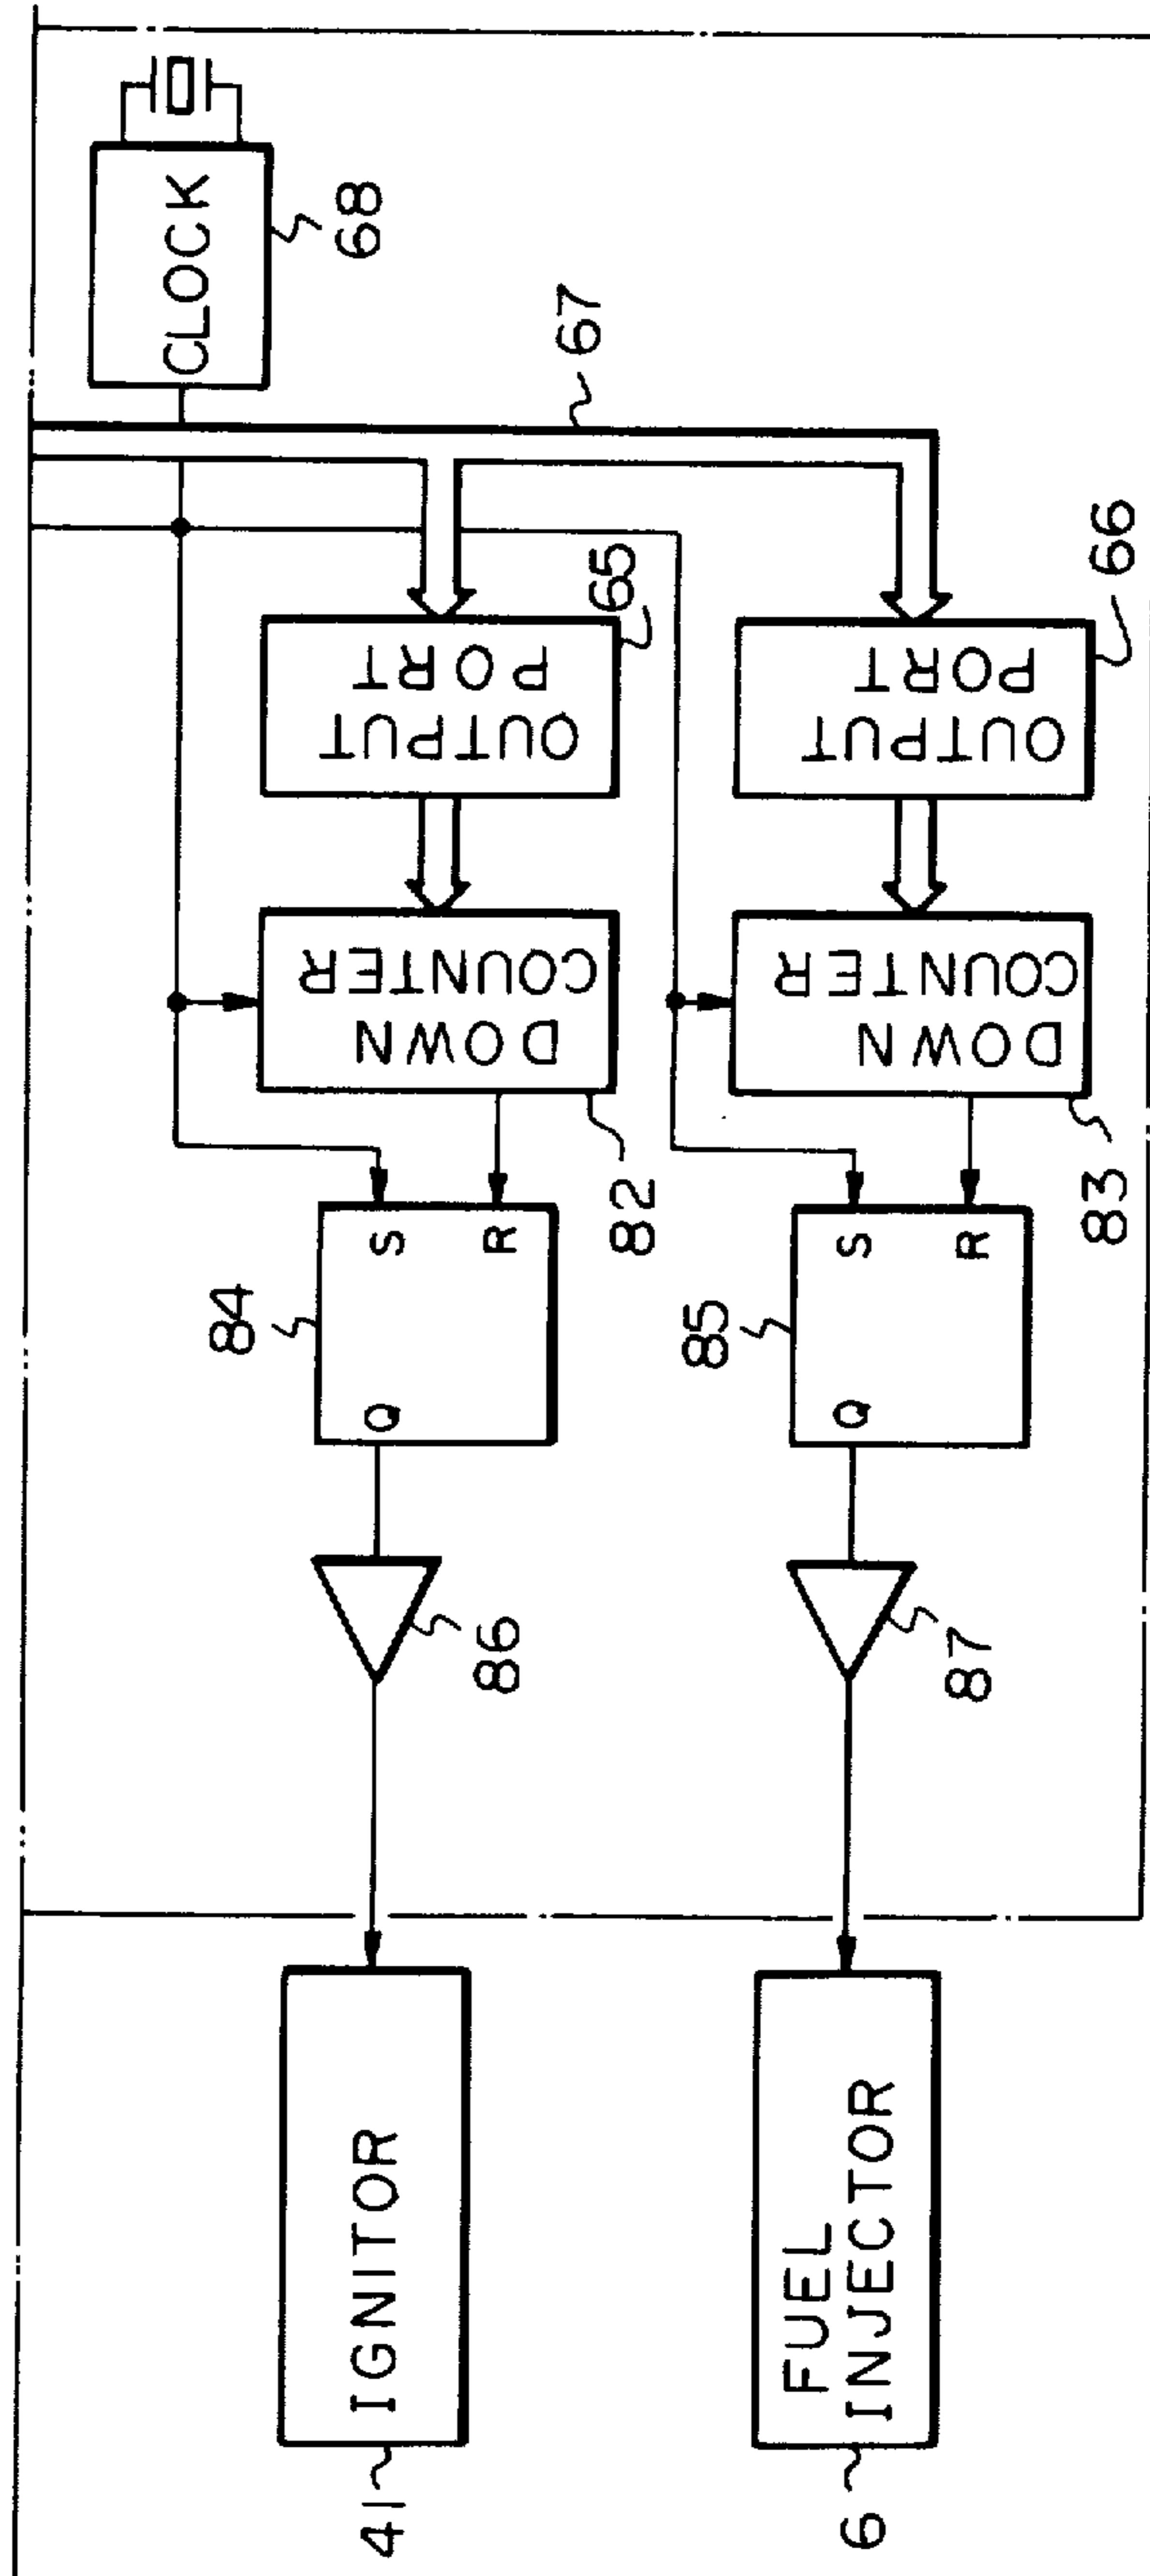 CLOCK
68
67
OUTPUT
PORT
65
OUTPUT
PORT
66
DOWN
COUNTER
82
DOWN
COUNTER
83
S
R
Q
84
S
R
Q
85
86
87
IGNITOR
41
FUEL
INJECTOR
6